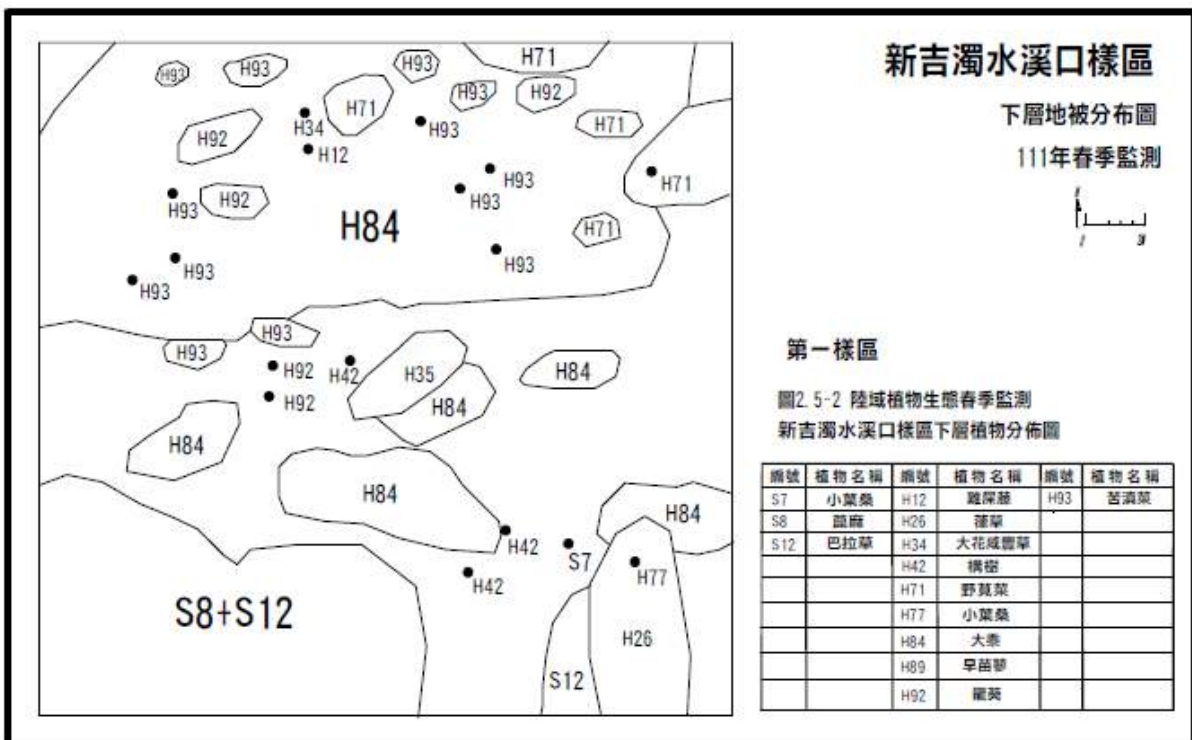 新吉濁水溪口樣區
下層地被分布圖
111年春季監測
H71
H93
H93
H93
H93
H92
H71
H34
H93
H71
H92
H12
H93
H71
H93
H92
H93
H84
H71
H93
H93
H93
H93
H93
H92
H42
H35
H84
H92
H84
H84
H84
H84
H42
S7
H77
H42
S8+S12
H26
S12
第一樣區
圖2.5-2 陸域植物生態春季監測
新吉濁水溪口樣區下層植物分佈圖
編號 植物名稱 編號 植物名稱 編號 植物名稱
S7 小葉桑 H12 雞屎藤 H93 苦滇菜
S8 蓖麻 H26 葎草
S12 巴拉草 H34 大花咸豐草
H42 構樹
H71 野莧菜
H77 小葉桑
H84 大黍
H89 早苗蓼
H92 龍葵